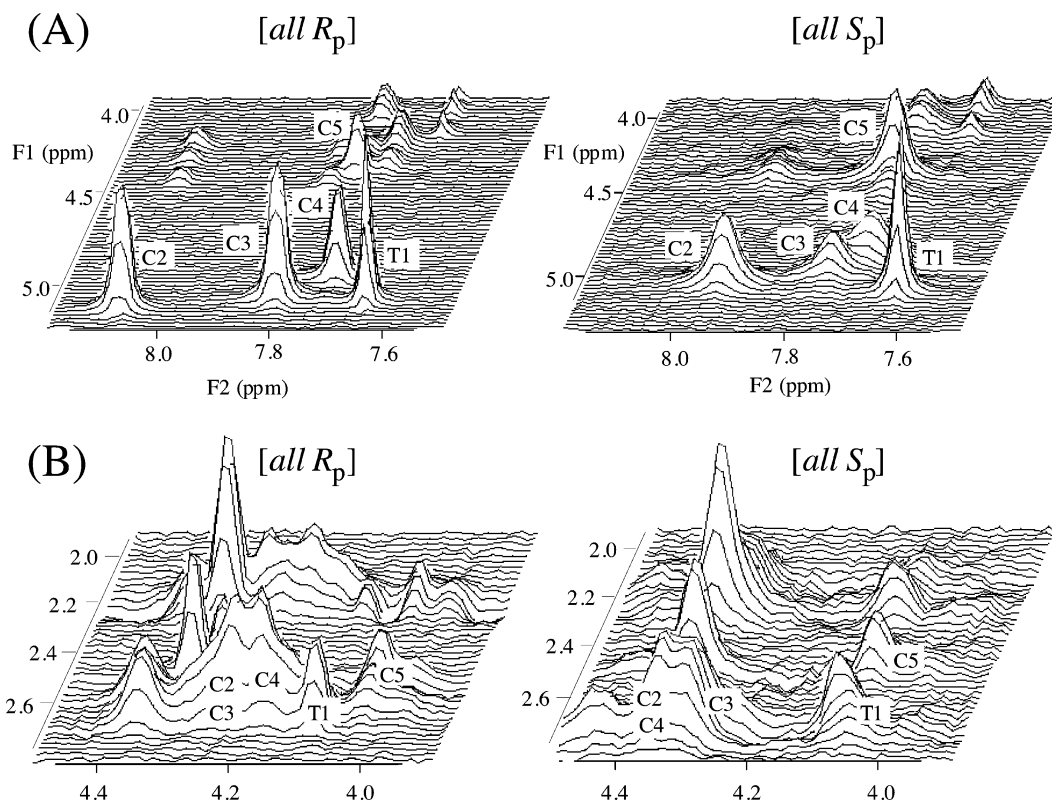 (A) [all Rp] [all Sp]
4.0 C5 4.0 C5
F1 (ppm) F1 (ppm)
4.5 C4 4.5 C4
C2 C3 T1 C2 C3 T1
5.0 5.0
8.0 7.8 7.6 8.0 7.8 7.6
F2 (ppm) F2 (ppm)
(B) [all Rp] [all Sp]
2.0 2.0
2.2 2.2
2.4 2.4
C5 C5
C2 C4 C2 C3
2.6 C3 T1 2.6 C4 T1
4.4 4.2 4.0 4.4 4.2 4.0